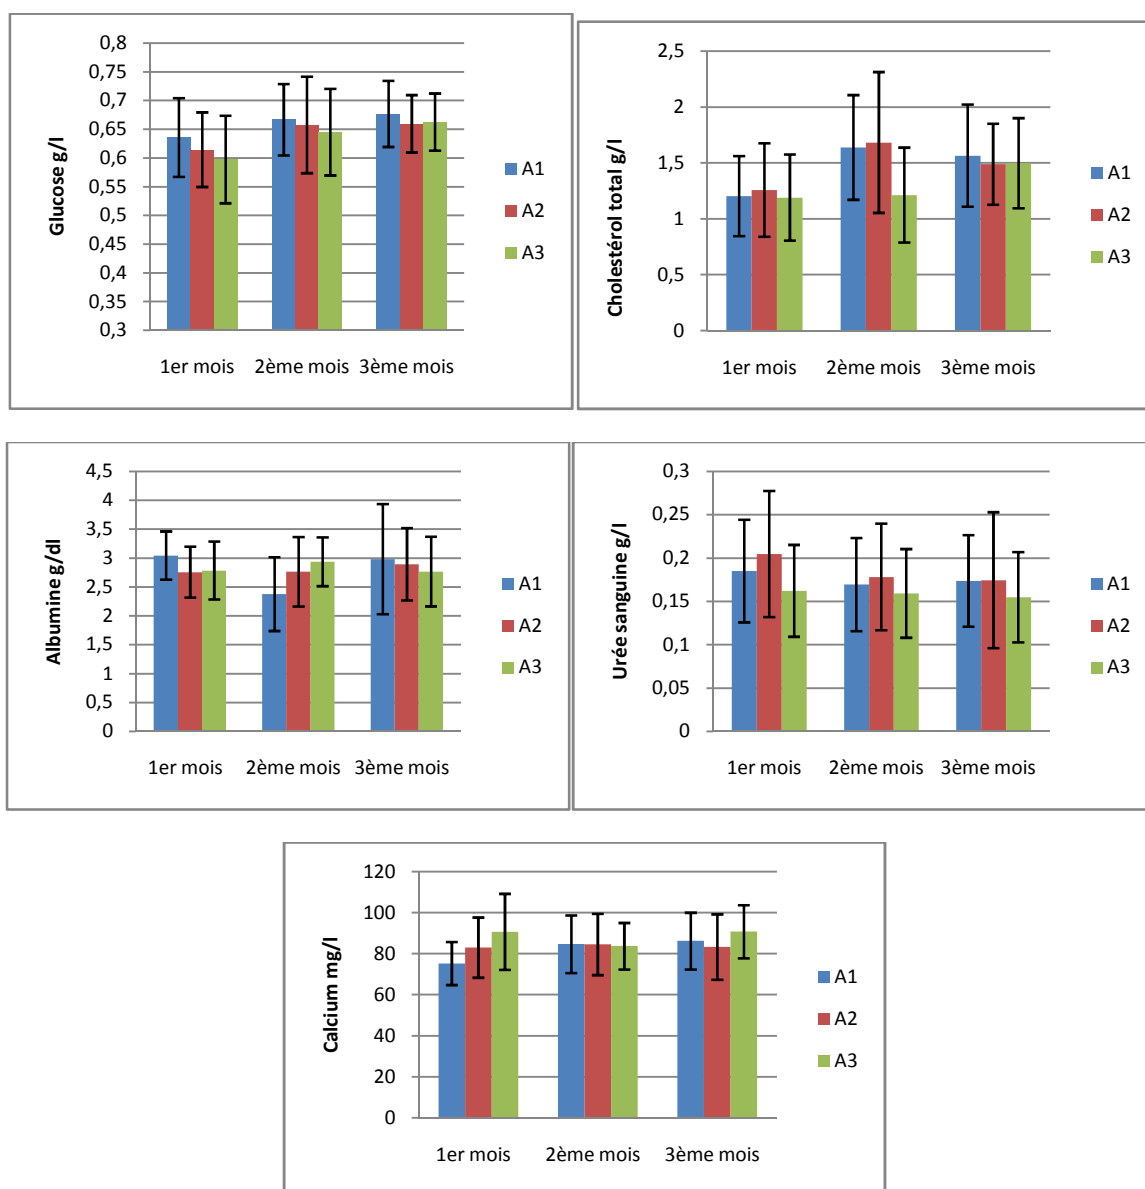 Glucose g/l
0,8
0,75
0,7
0,65
0,6
0,55
0,5
0,45
0,4
0,35
0,3
1er mois 2ème mois 3ème mois
A1
A2
A3
Cholestérol total g/l
2,5
2
1,5
1
0,5
0
1er mois 2ème mois 3ème mois
A1
A2
A3
Albumine g/dl
4,5
4
3,5
3
2,5
2
1,5
1
0,5
0
1er mois 2ème mois 3ème mois
A1
A2
A3
Urée sanguine g/l
0,3
0,25
0,2
0,15
0,1
0,05
0
1er mois 2ème mois 3ème mois
A1
A2
A3
Calcium mg/l
120
100
80
60
40
20
0
1er mois 2ème mois 3ème mois
A1
A2
A3